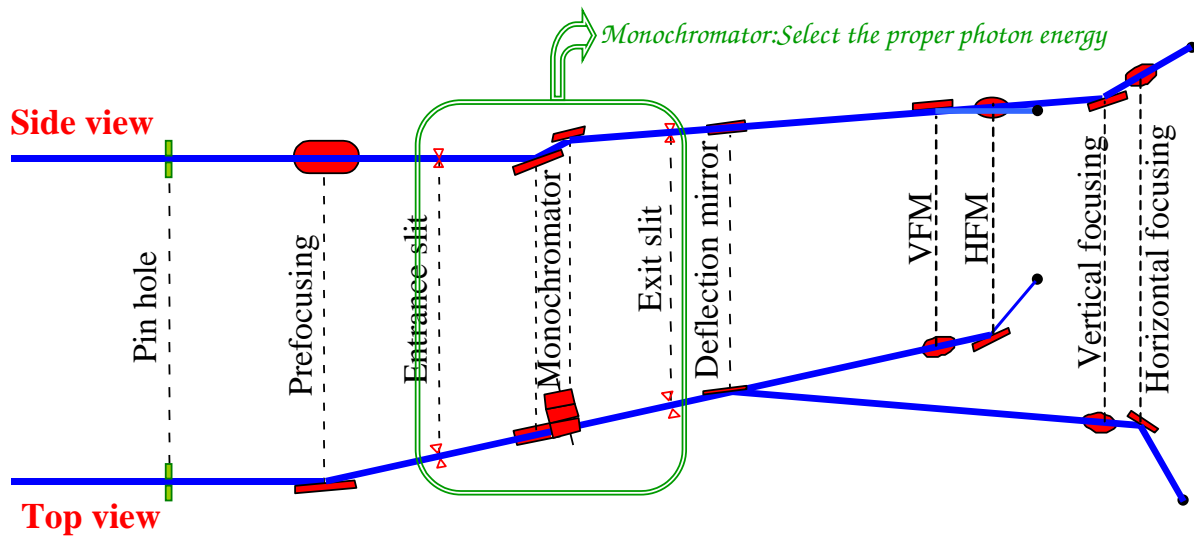 Monochromator:Select the proper photon energy
Side view
Pin hole
Prefocusing
Entrance slit
Monochromator
Exit slit
Deflection mirror
VFM
HFM
Vertical focusing
Horizontal focusing
Top view